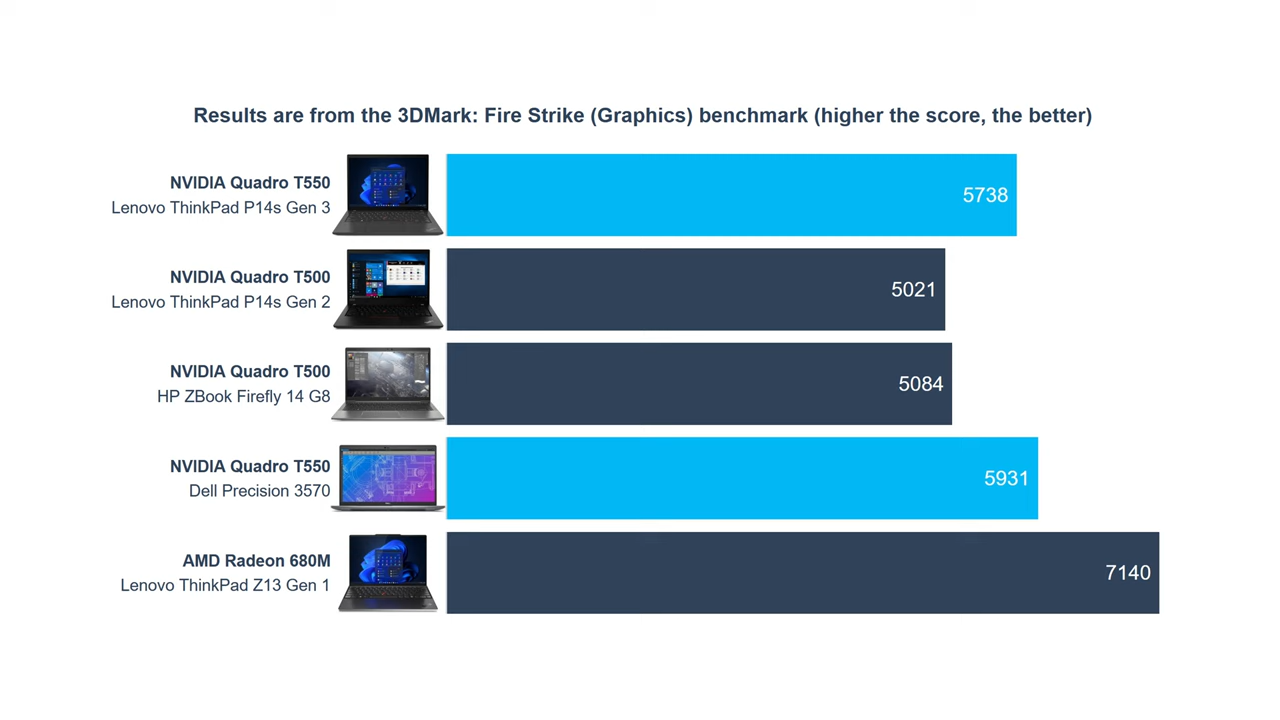 Results are from the 3DMark: Fire Strike (Graphics) benchmark (higher the score, the better)
NVIDIA Quadro T550
Lenovo ThinkPad P14s Gen 3
5738
NVIDIA Quadro T500
Lenovo ThinkPad P14s Gen 2
5021
NVIDIA Quadro T500
HP ZBook Firefly 14 G8
5084
NVIDIA Quadro T550
Dell Precision 3570
5931
AMD Radeon 680M
Lenovo ThinkPad Z13 Gen 1
7140